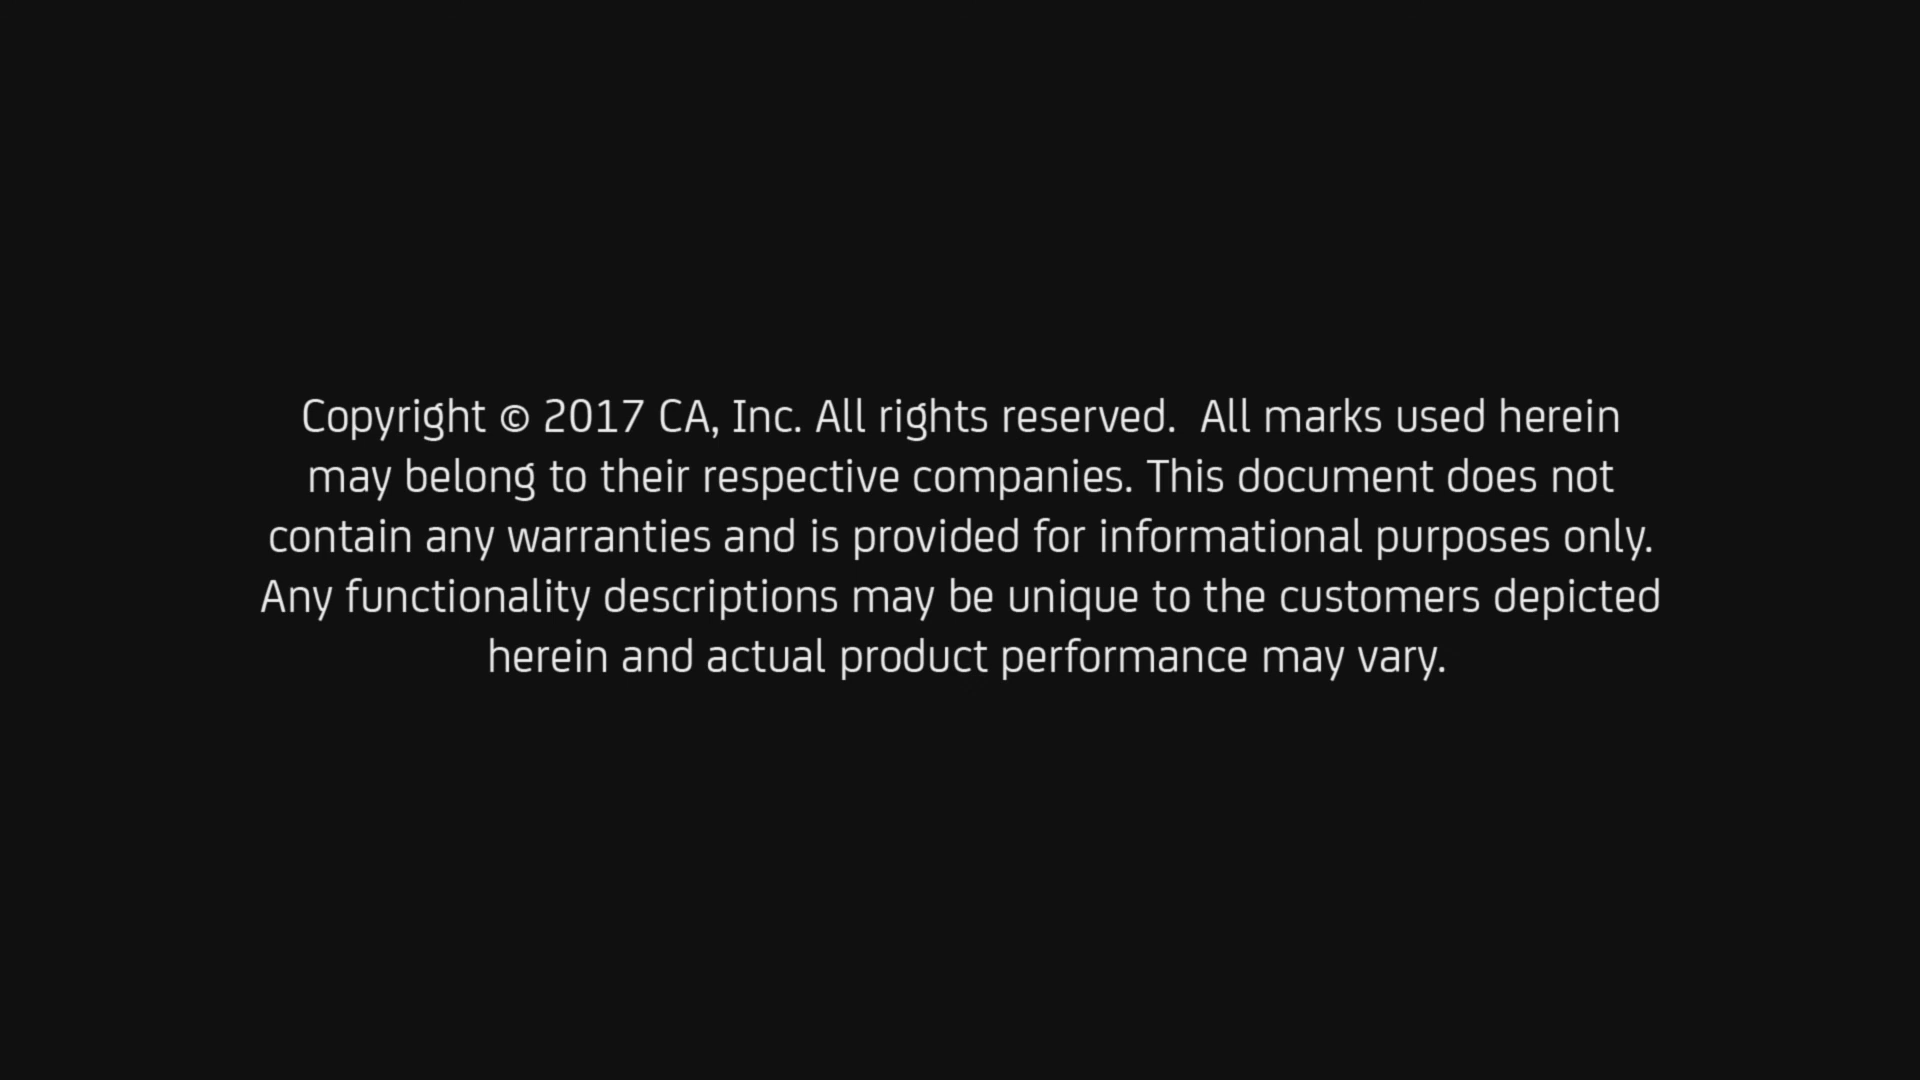 Copyright © 2017 CA, Inc. All rights reserved.  All marks used herein
may belong to their respective companies. This document does not
contain any warranties and is provided for informational purposes only.
Any functionality descriptions may be unique to the customers depicted
herein and actual product performance may vary.